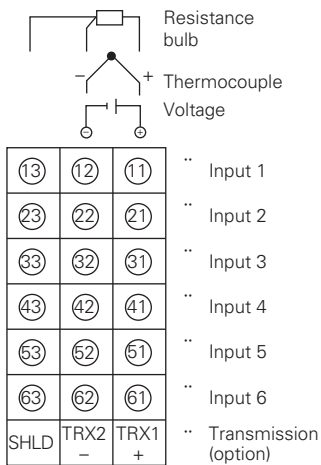 Resistance
bulb
− + Thermocouple
Voltage
⊖ ⊕
13 12 11 ¨ Input 1
23 22 21 ¨ Input 2
33 32 31 ¨ Input 3
43 42 41 ¨ Input 4
53 52 51 ¨ Input 5
63 62 61 ¨ Input 6
SHLD TRX2 TRX1 ¨ Transmission
− + (option)